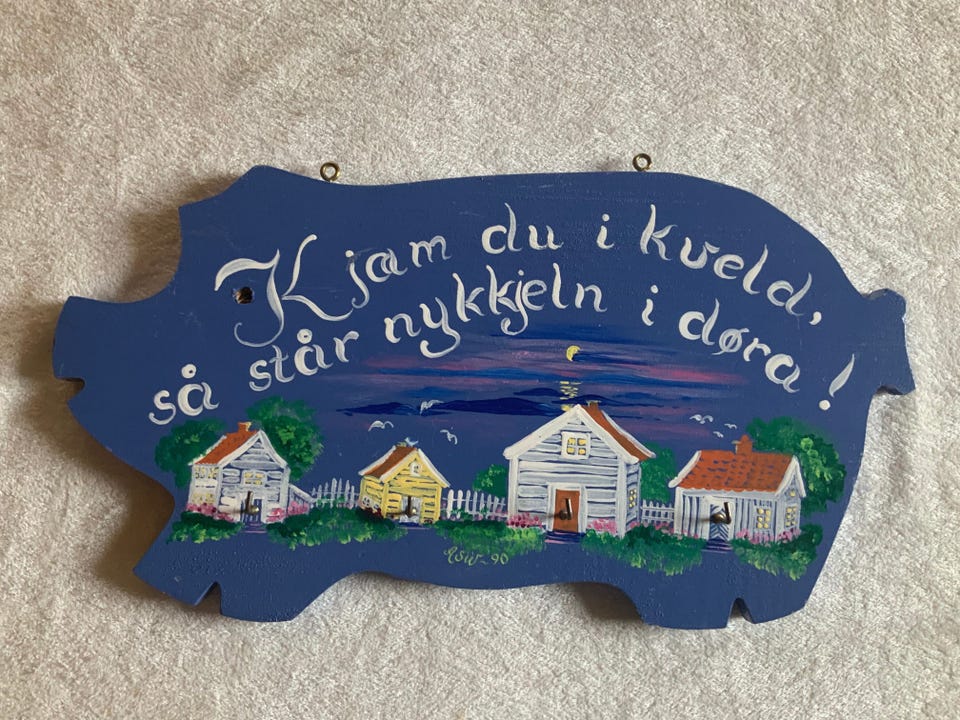 Kjam du i kveld,
så står nykkjeln i døra!